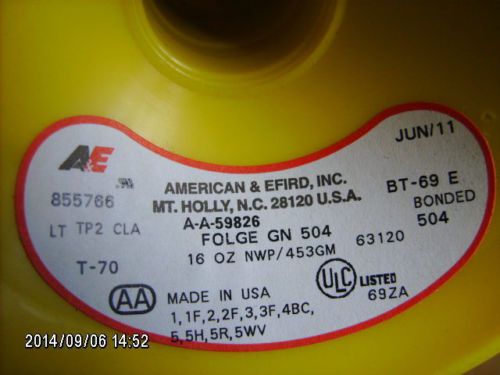 JUN/11
A&E
AMERICAN & EFIRD, INC.
BT-69 E
855766
MT. HOLLY, N.C. 28120 U.S.A.
BONDED
LT TP2 CLA
A-A-59826
504
FOLGE GN 504
63120
T-70
16 OZ NWP/453GM
AA
MADE IN USA
ULC LISTED
69ZA
1,1F,2,2F,3,3F,4BC,
5,5H,5R,5WV
2014/09/06 14:52